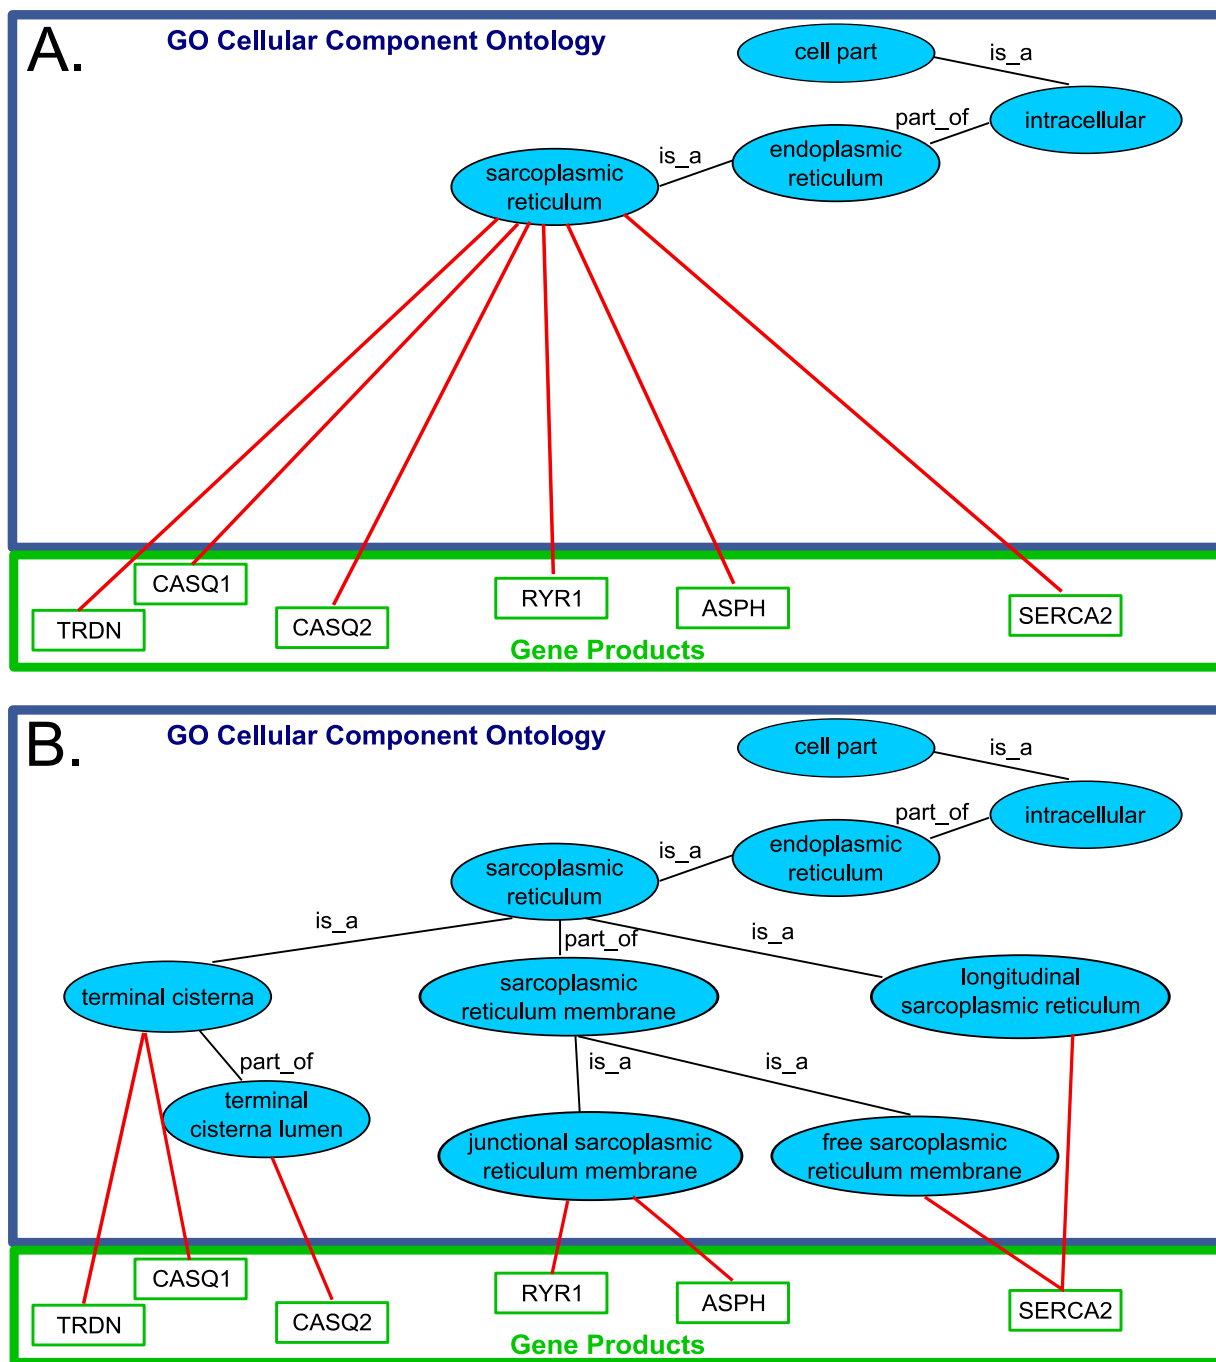 A.
GO Cellular Component Ontology
cell part
is_a
intracellular
part_of
endoplasmic
reticulum
is_a
sarcoplasmic
reticulum
CASQ1
TRDN
CASQ2
RYR1
ASPH
SERCA2
Gene Products
B.
GO Cellular Component Ontology
cell part
is_a
intracellular
part_of
endoplasmic
reticulum
is_a
sarcoplasmic
reticulum
is_a
part_of
is_a
terminal cisterna
sarcoplasmic
reticulum membrane
longitudinal
sarcoplasmic reticulum
part_of
is_a
is_a
terminal
cisterna lumen
junctional sarcoplasmic
reticulum membrane
free sarcoplasmic
reticulum membrane
CASQ1
TRDN
CASQ2
RYR1
ASPH
SERCA2
Gene Products